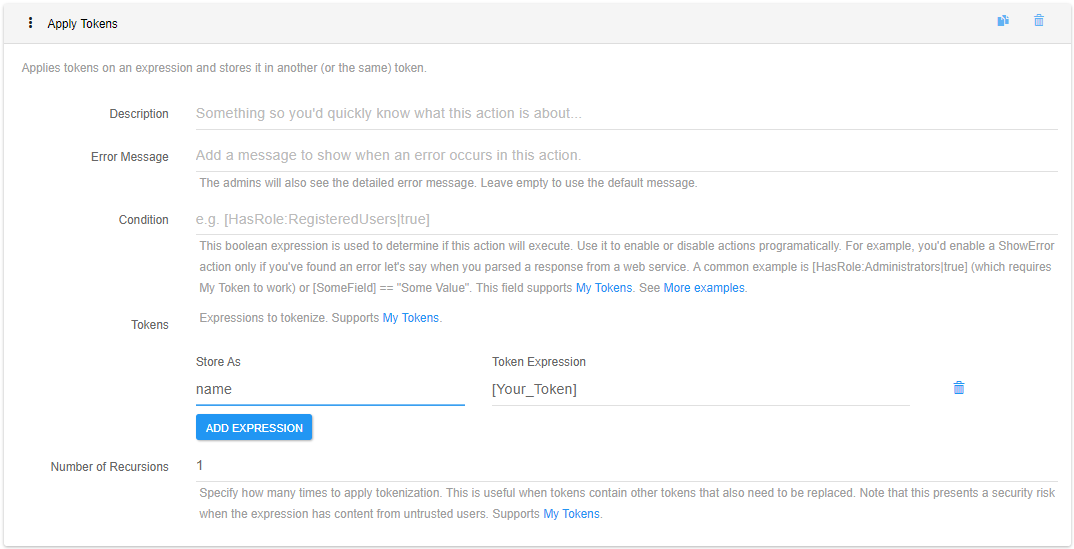 Apply Tokens
Applies tokens on an expression and stores it in another (or the same) token.
Description
Something so you'd quickly know what this action is about...
Error Message
Add a message to show when an error occurs in this action.
The admins will also see the detailed error message. Leave empty to use the default message.
Condition
e.g. [HasRole:RegisteredUsers|true]
This boolean expression is used to determine if this action will execute. Use it to enable or disable actions programatically. For example, you'd enable a ShowError
action only if you've found an error let's say when you parsed a response from a web service. A common example is [HasRole:Administrators|true] (which requires
My Token to work) or [SomeField] == "Some Value". This field supports My Tokens. See More examples.
Tokens
Expressions to tokenize. Supports My Tokens.
Store As
Token Expression
name
[Your_Token]
ADD EXPRESSION
Number of Recursions
1
Specify how many times to apply tokenization. This is useful when tokens contain other tokens that also need to be replaced. Note that this presents a security risk
when the expression has content from untrusted users. Supports My Tokens.